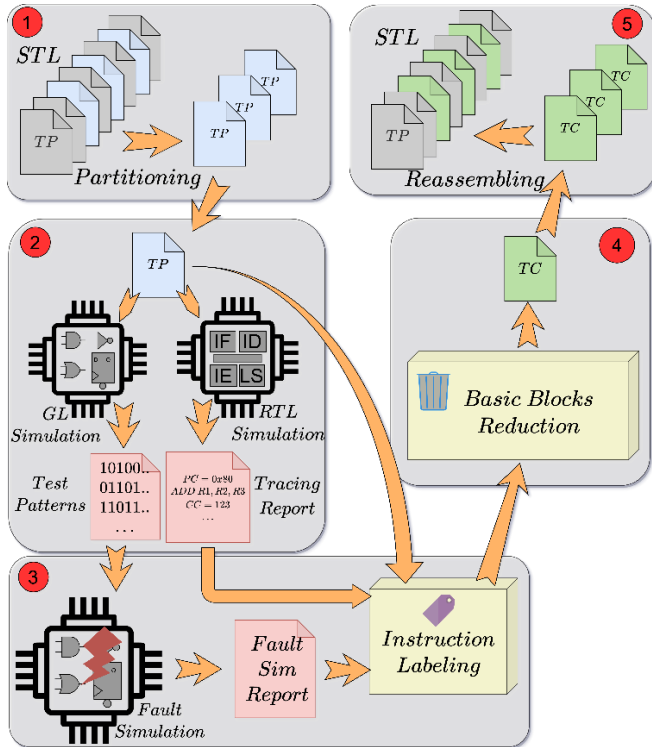 1
STL
TP
TP
TP
TP
Partitioning
5
STL
TP
TC
TC
TC
Reassembling
2
TP
IF ID
IE LS
GL
Simulation
RTL
Simulation
Test
Patterns
10100..
01101..
11011..
...
PC = 0x80
ADD R1, R2, R3
CC = 123
...
Tracing
Report
4
TC
Basic Blocks
Reduction
3
Fault
Simulation
Fault
Sim
Report
Instruction
Labeling